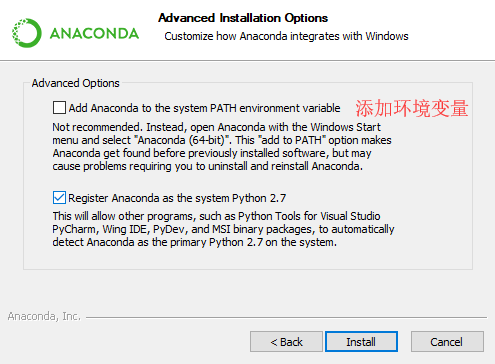 ANACONDA
Advanced Installation Options
Customize how Anaconda integrates with Windows
Advanced Options
Add Anaconda to the system PATH environment variable 添加环境变量
Not recommended. Instead, open Anaconda with the Windows Start
menu and select "Anaconda (64-bit)". This "add to PATH" option makes
Anaconda get found before previously installed software, but may
cause problems requiring you to uninstall and reinstall Anaconda.
Register Anaconda as the system Python 2.7
This will allow other programs, such as Python Tools for Visual Studio
PyCharm, Wing IDE, PyDev, and MSI binary packages, to automatically
detect Anaconda as the primary Python 2.7 on the system.
Anaconda, Inc.
< Back Install Cancel